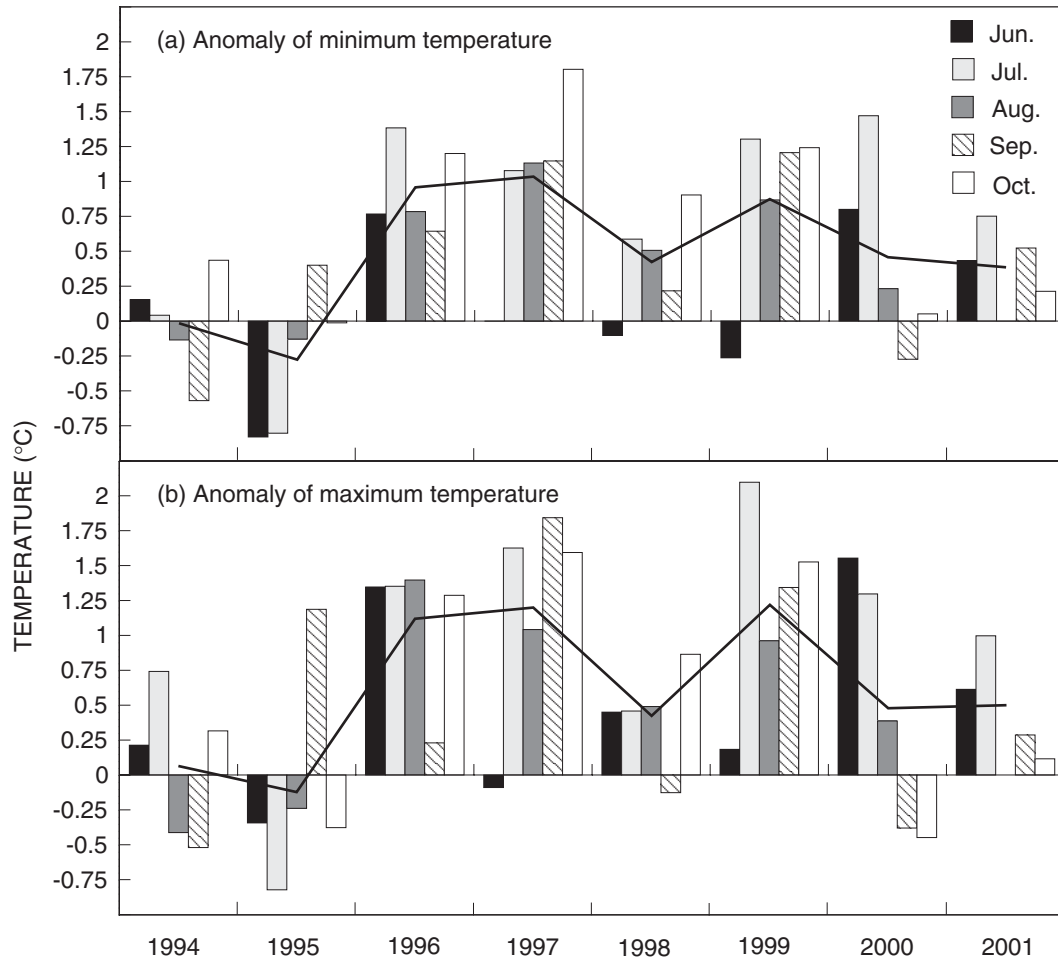 (a) Anomaly of minimum temperature
Jun.
Jul.
Aug.
Sep.
Oct.
2
1.75
1.5
1.25
1
0.75
0.5
0.25
0
-0.25
-0.5
-0.75
TEMPERATURE (°C)
(b) Anomaly of maximum temperature
2
1.75
1.5
1.25
1
0.75
0.5
0.25
0
-0.25
-0.5
-0.75
1994 1995 1996 1997 1998 1999 2000 2001